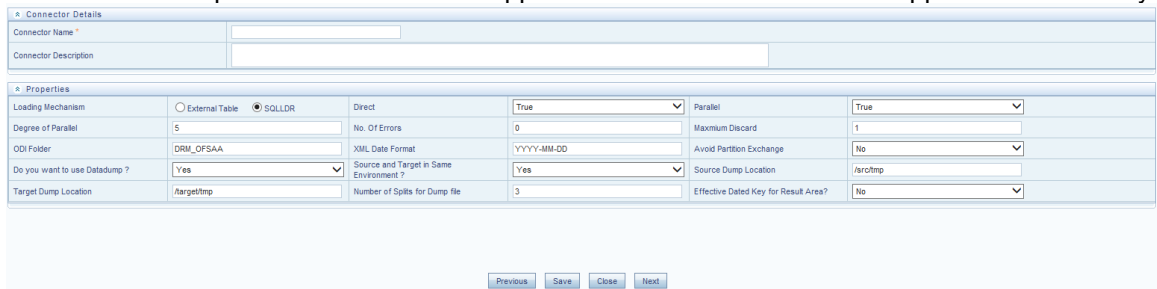 Connector Details
Connector Name *
Connector Description
Properties
Loading Mechanism External Table SQLLDR Direct True Parallel True
Degree of Parallel 5 No. Of Errors 0 Maxmium Discard 1
ODI Folder DRM_OFSAA XML Date Format YYYY-MM-DD Avoid Partition Exchange No
Do you want to use Datadump ? Yes Source and Target in Same Environment ? Yes Source Dump Location /src/tmp
Target Dump Location /target/tmp Number of Splits for Dump file 3 Effective Dated Key for Result Area? No
Previous Save Close Next